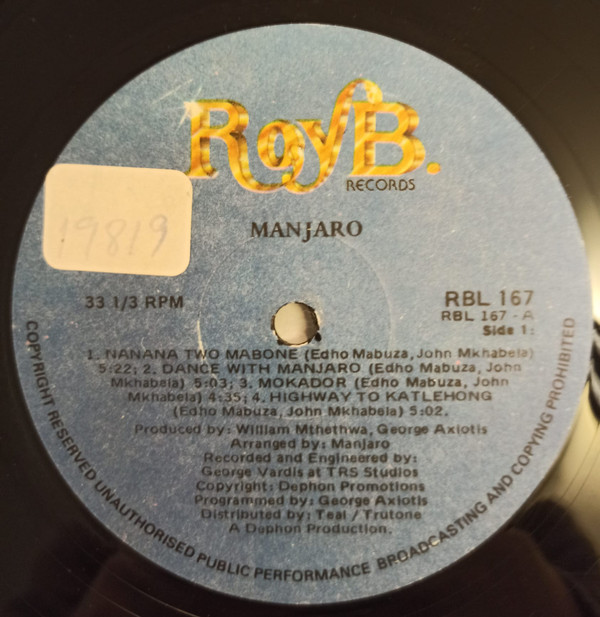 RoyB.
RECORDS
MANJARO
19819
33 1/3 RPM
RBL 167
RBL 167 - A
Side 1:
1. NANANA TWO MABONE (Edho Mabuza, John Mkhabela)
5:22; 2. DANCE WITH MANJARO (Edho Mabuza, John
Mkhabela) 5:03; 3. MOKADOR (Edho Mabuza, John
Mkhabela) 4:35; 4. HIGHWAY TO KATLEHONG
(Edho Mabuza, John Mkhabela) 5:02.
Produced by: William Mthethwa, George Axiotis
Arranged by: Manjaro
Recorded and Engineered by:
George Vardis at TRS Studios
Copyright: Dephon Promotions
Programmed by: George Axiotis
Distributed by: Teal / Trutone
A Dephon Production.
COPYRIGHT RESERVED UNAUTHORISED PUBLIC PERFORMANCE BROADCASTING AND COPYING PROHIBITED